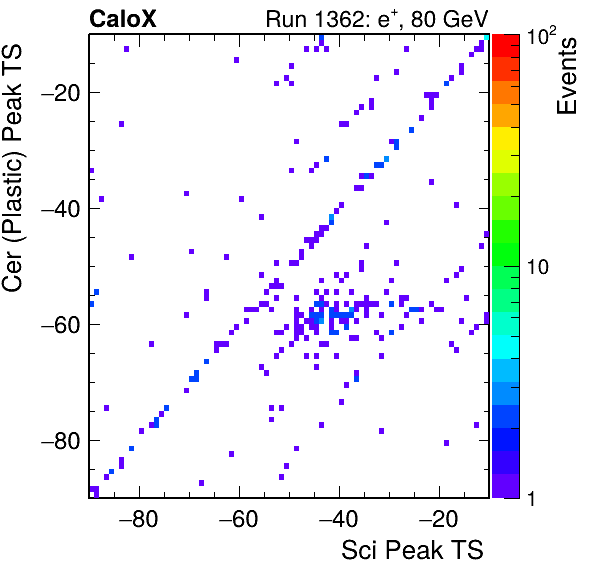 CaloX Run 1362: e⁺, 80 GeV
Cer (Plastic) Peak TS
−20
−40
−60
−80
−80 −60 −40 −20
Sci Peak TS
10²
10
1
Events